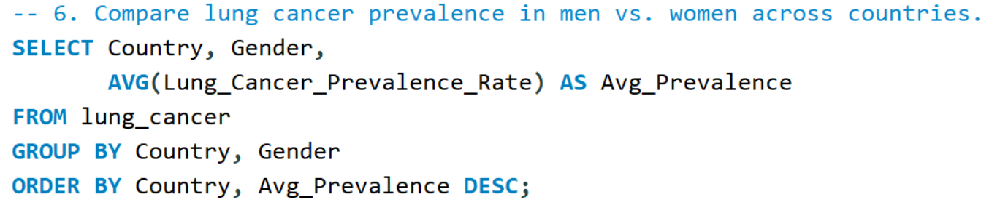 -- 6. Compare lung cancer prevalence in men vs. women across countries.
SELECT Country, Gender,
       AVG(Lung_Cancer_Prevalence_Rate) AS Avg_Prevalence
FROM lung_cancer
GROUP BY Country, Gender
ORDER BY Country, Avg_Prevalence DESC;